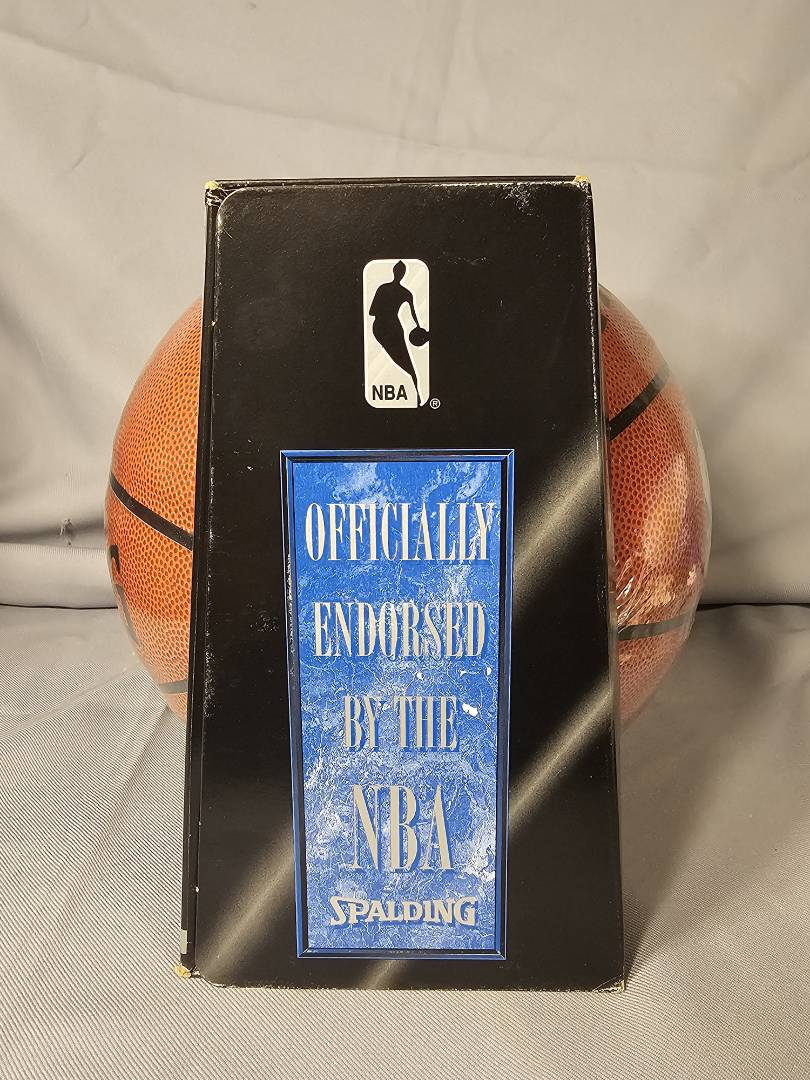 NBA
®
OFFICIALLY
ENDORSED
BY THE
NBA
SPALDING